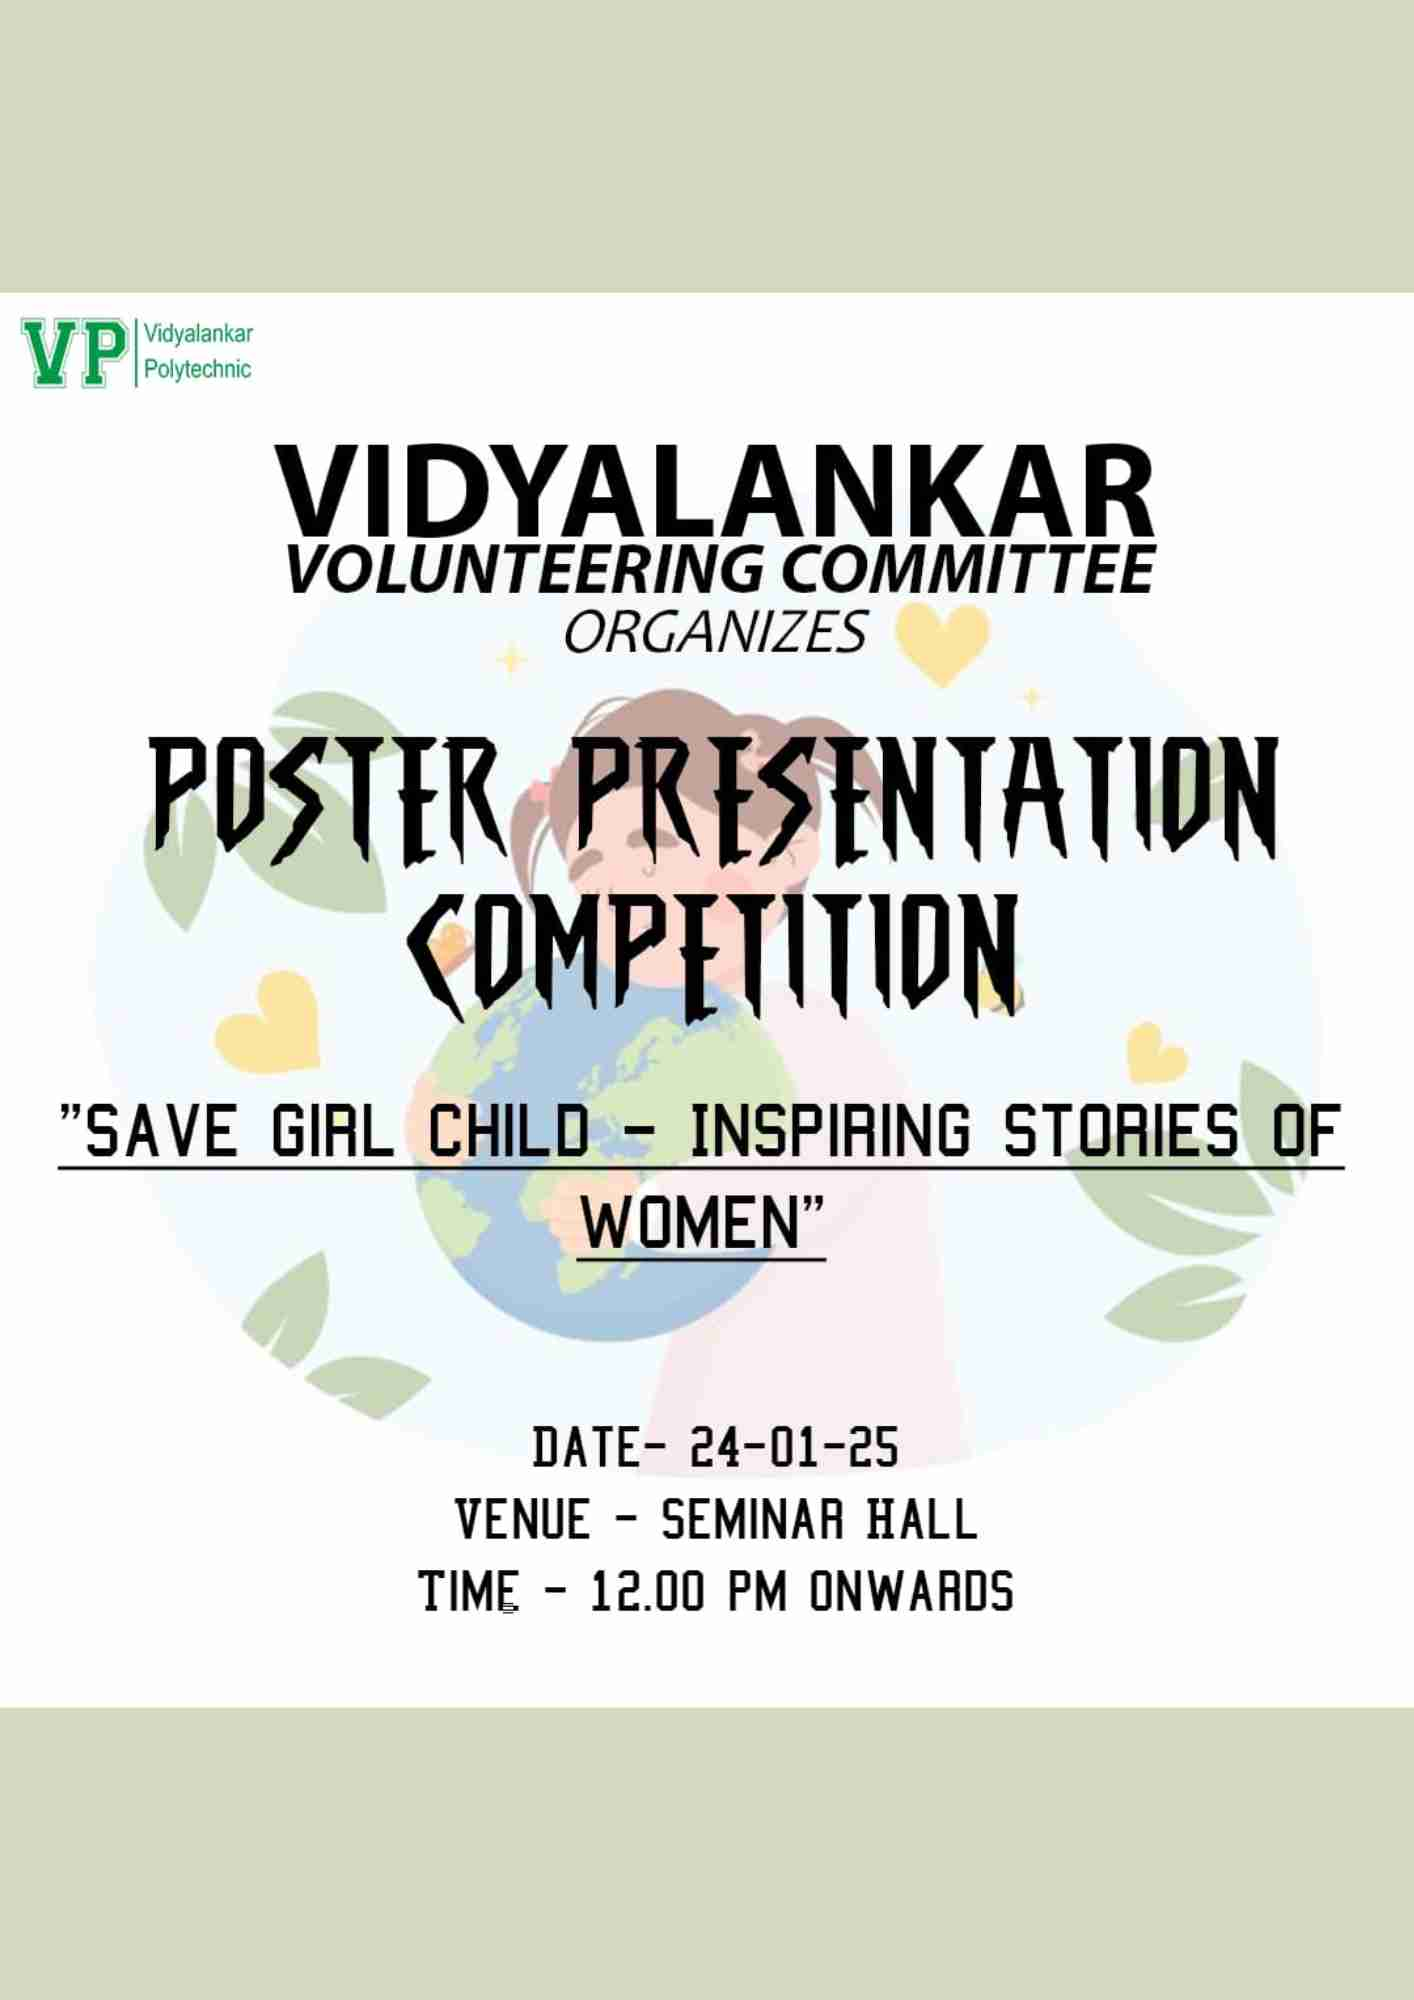 VP
Vidyalankar
Polytechnic
VIDYALANKAR
VOLUNTEERING COMMITTEE
ORGANIZES
POSTER PRESENTATION
COMPETITION
”SAVE GIRL CHILD - INSPIRING STORIES OF
WOMEN”
DATE- 24-01-25
VENUE - SEMINAR HALL
TIME - 12.00 PM ONWARDS